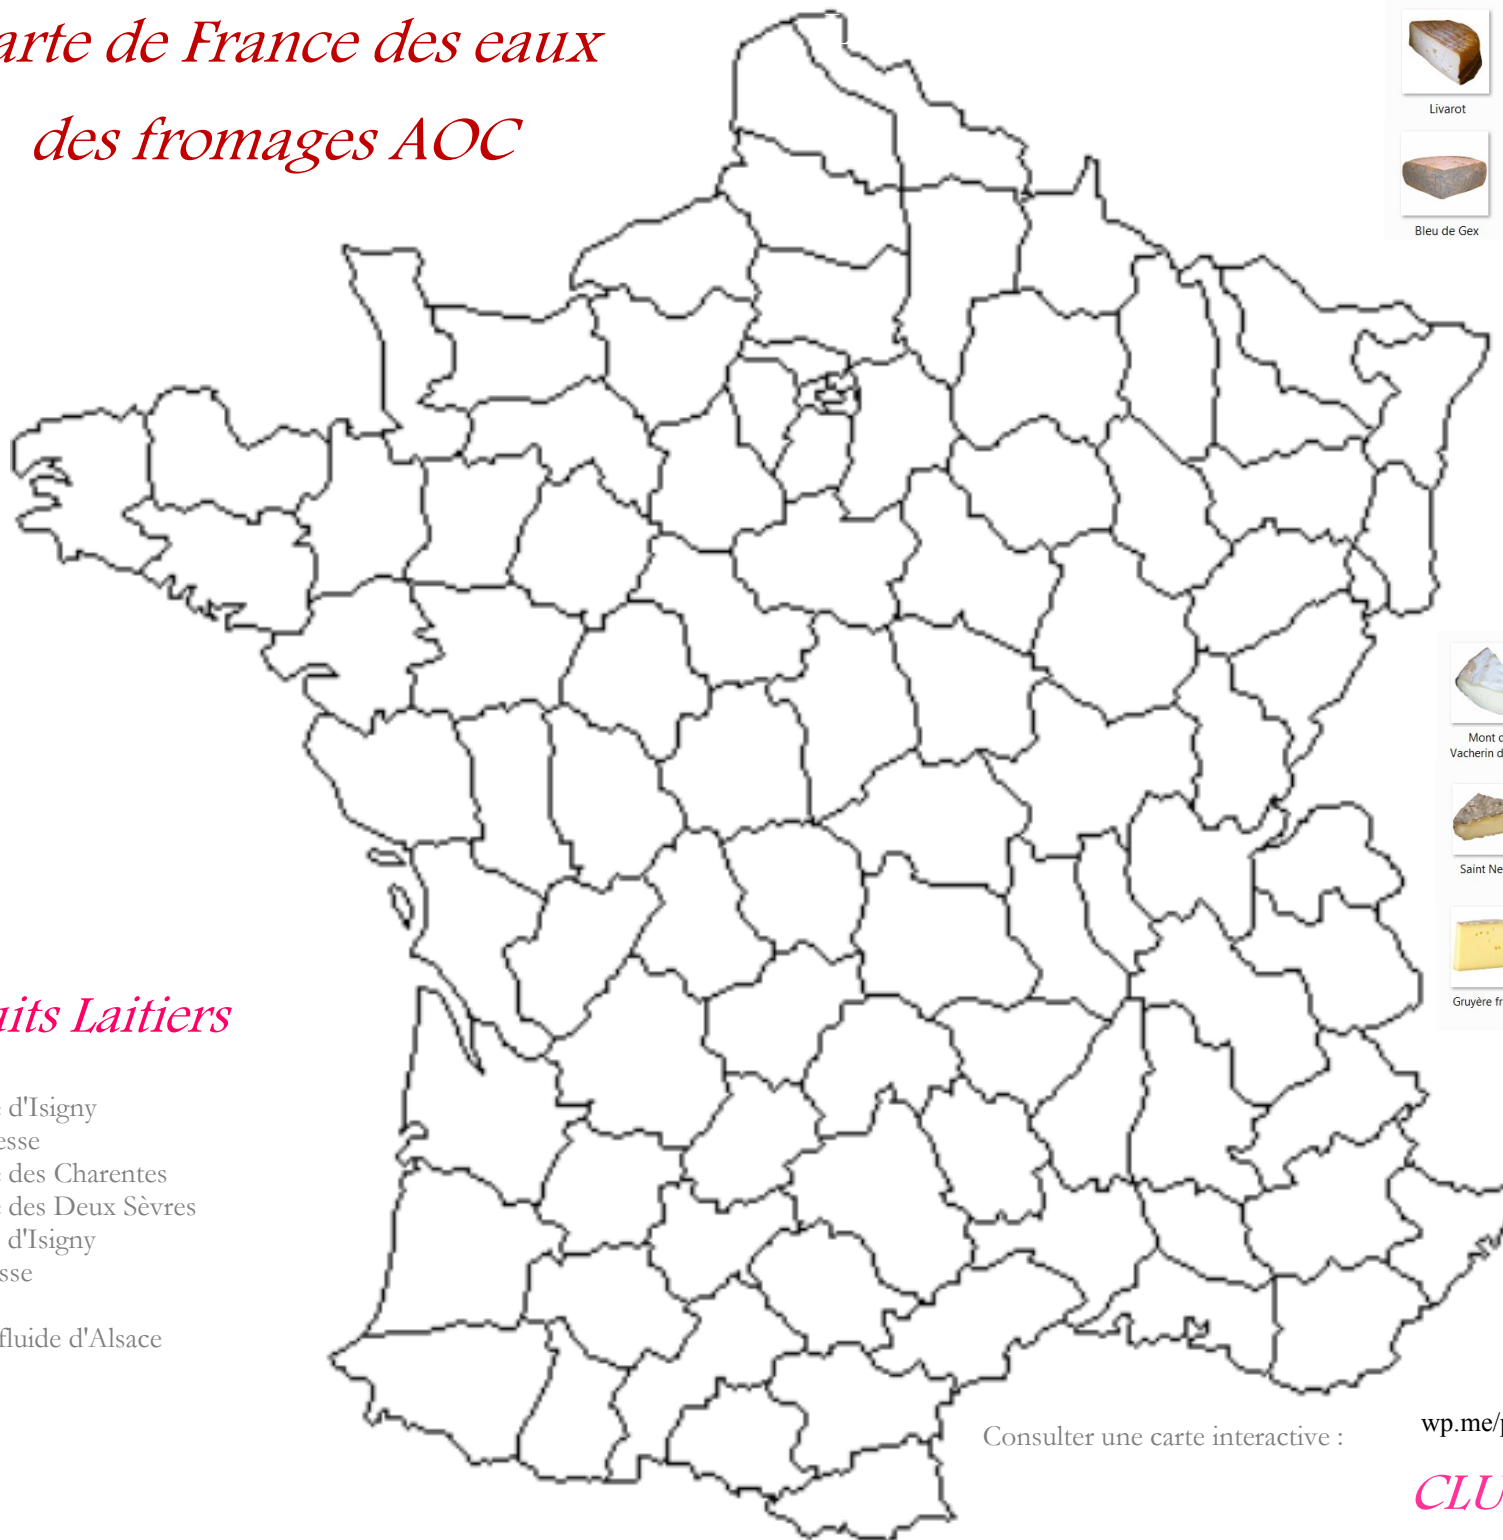 arte de France des eaux
des fromages AOC
Livarot
Bleu de Gex
Mont d
Vacherin d
Saint Ne
Gruyère fr
uits Laitiers
d'Isigny
esse
des Charentes
des Deux Sèvres
d'Isigny
sse
fluide d'Alsace
Consulter une carte interactive :
wp.me/p
CLU